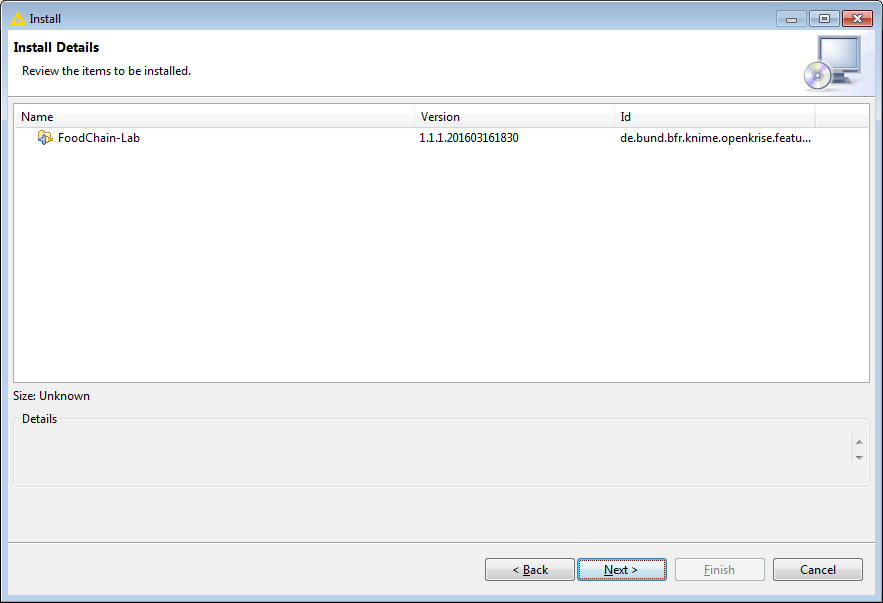 Install
Install Details
Review the items to be installed.
Name Version Id
FoodChain-Lab 1.1.1.201603161830 de.bund.bfr.knime.openkrise.featu...
Size: Unknown
Details
< Back Next > Finish Cancel